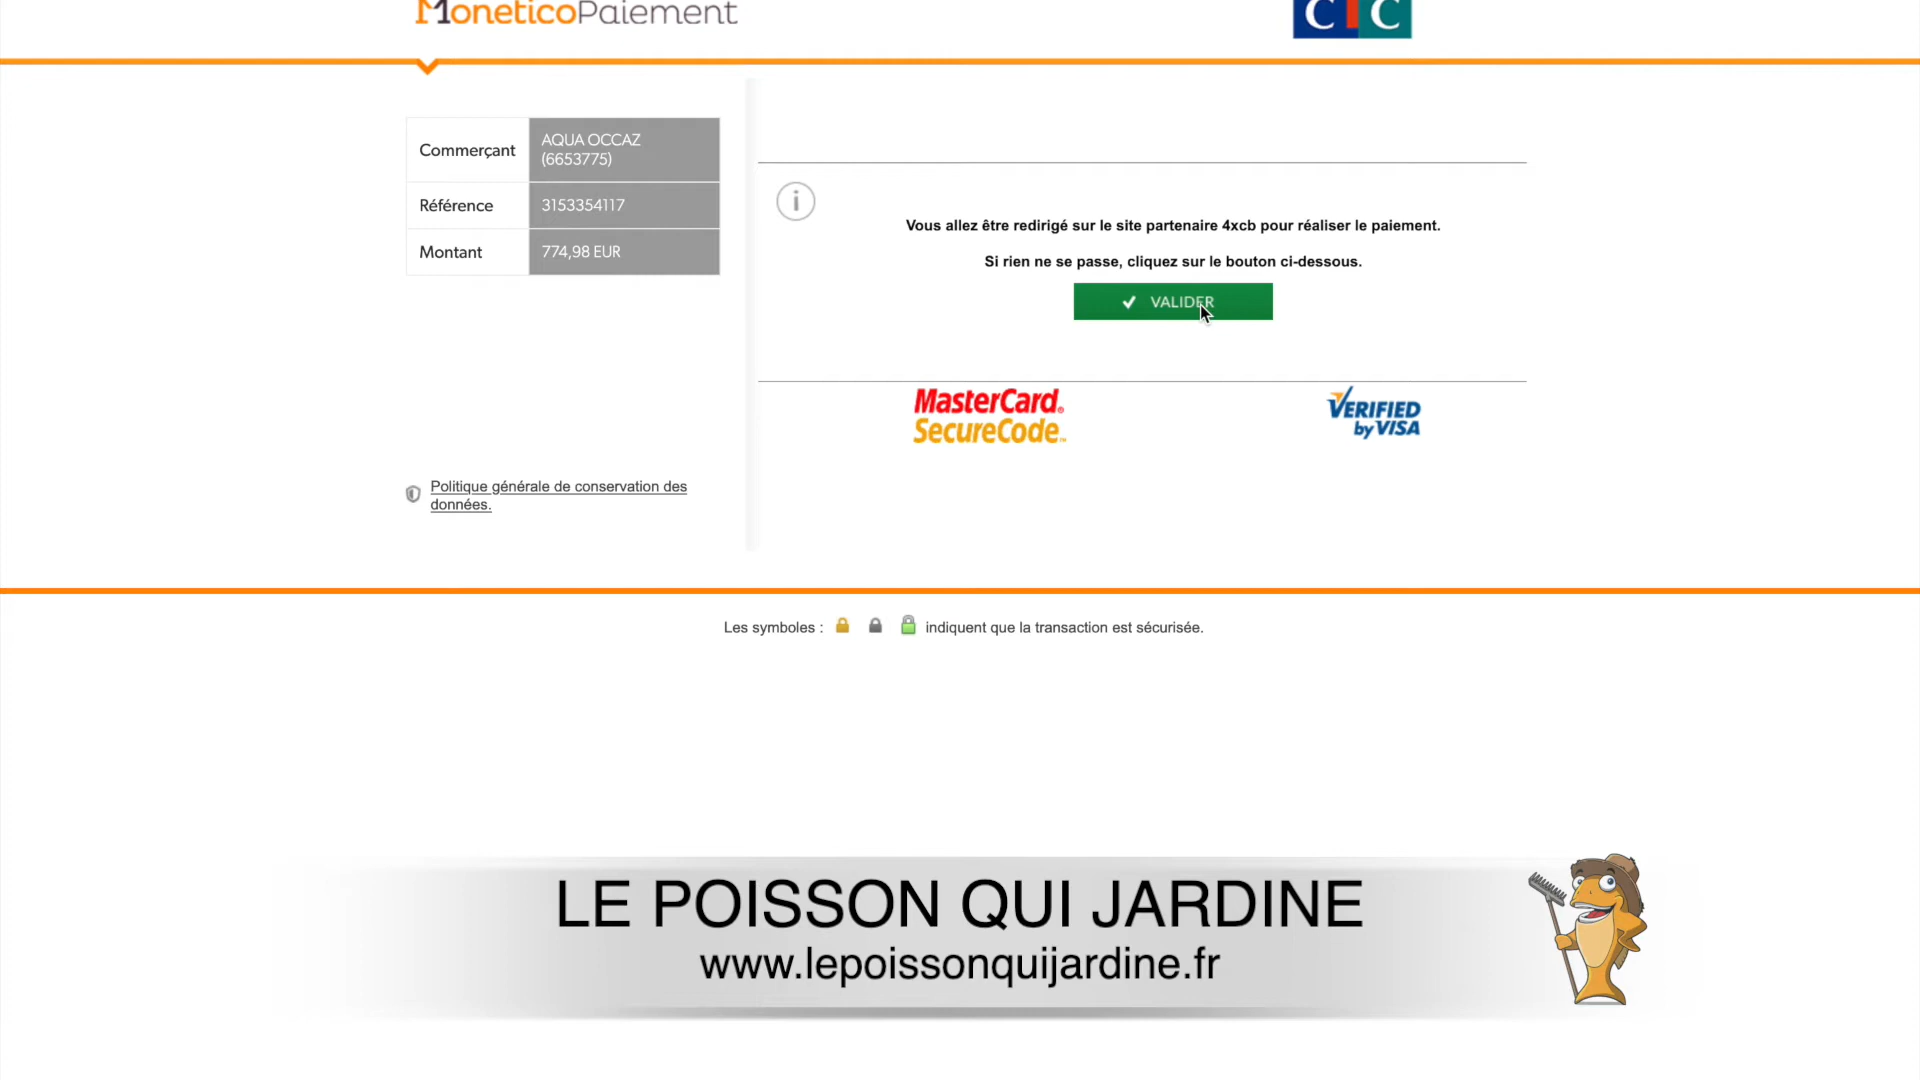 MoneticoPaiement
CIC
Commerçant
AQUA OCCAZ
(6653775)
Référence
3153354117
Montant
774,98 EUR
Vous allez être redirigé sur le site partenaire 4xcb pour réaliser le paiement.
Si rien ne se passe, cliquez sur le bouton ci-dessous.
VALIDER
MasterCard®
SecureCode™
VERIFIED
by VISA
Politique générale de conservation des
données.
Les symboles : indiquent que la transaction est sécurisée.
LE POISSON QUI JARDINE
www.lepoissonquijardine.fr